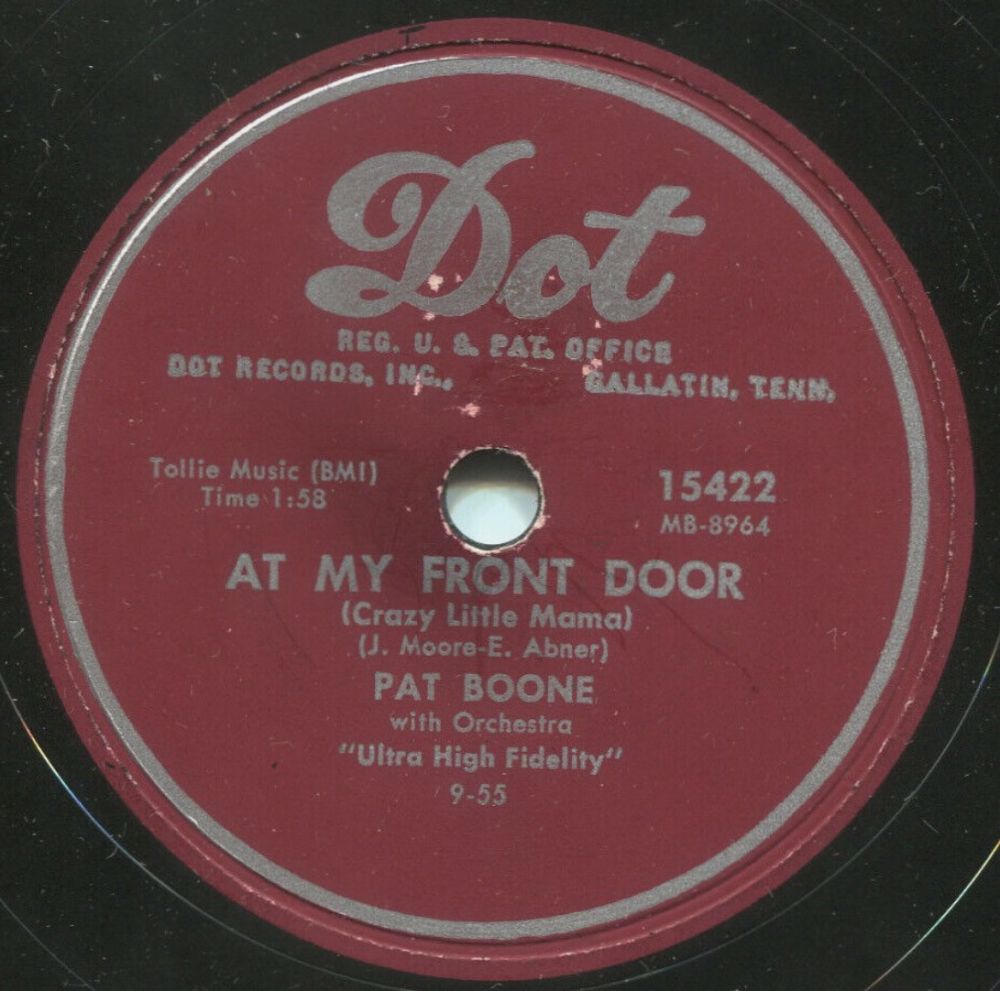 Dot
REG. U. S. PAT. OFFICE
DOT RECORDS, INC., GALLATIN, TENN.
Tollie Music (BMI)
Time 1:58
15422
MB-8964
AT MY FRONT DOOR
(Crazy Little Mama)
(J. Moore-E. Abner)
PAT BOONE
with Orchestra
"Ultra High Fidelity"
9-55